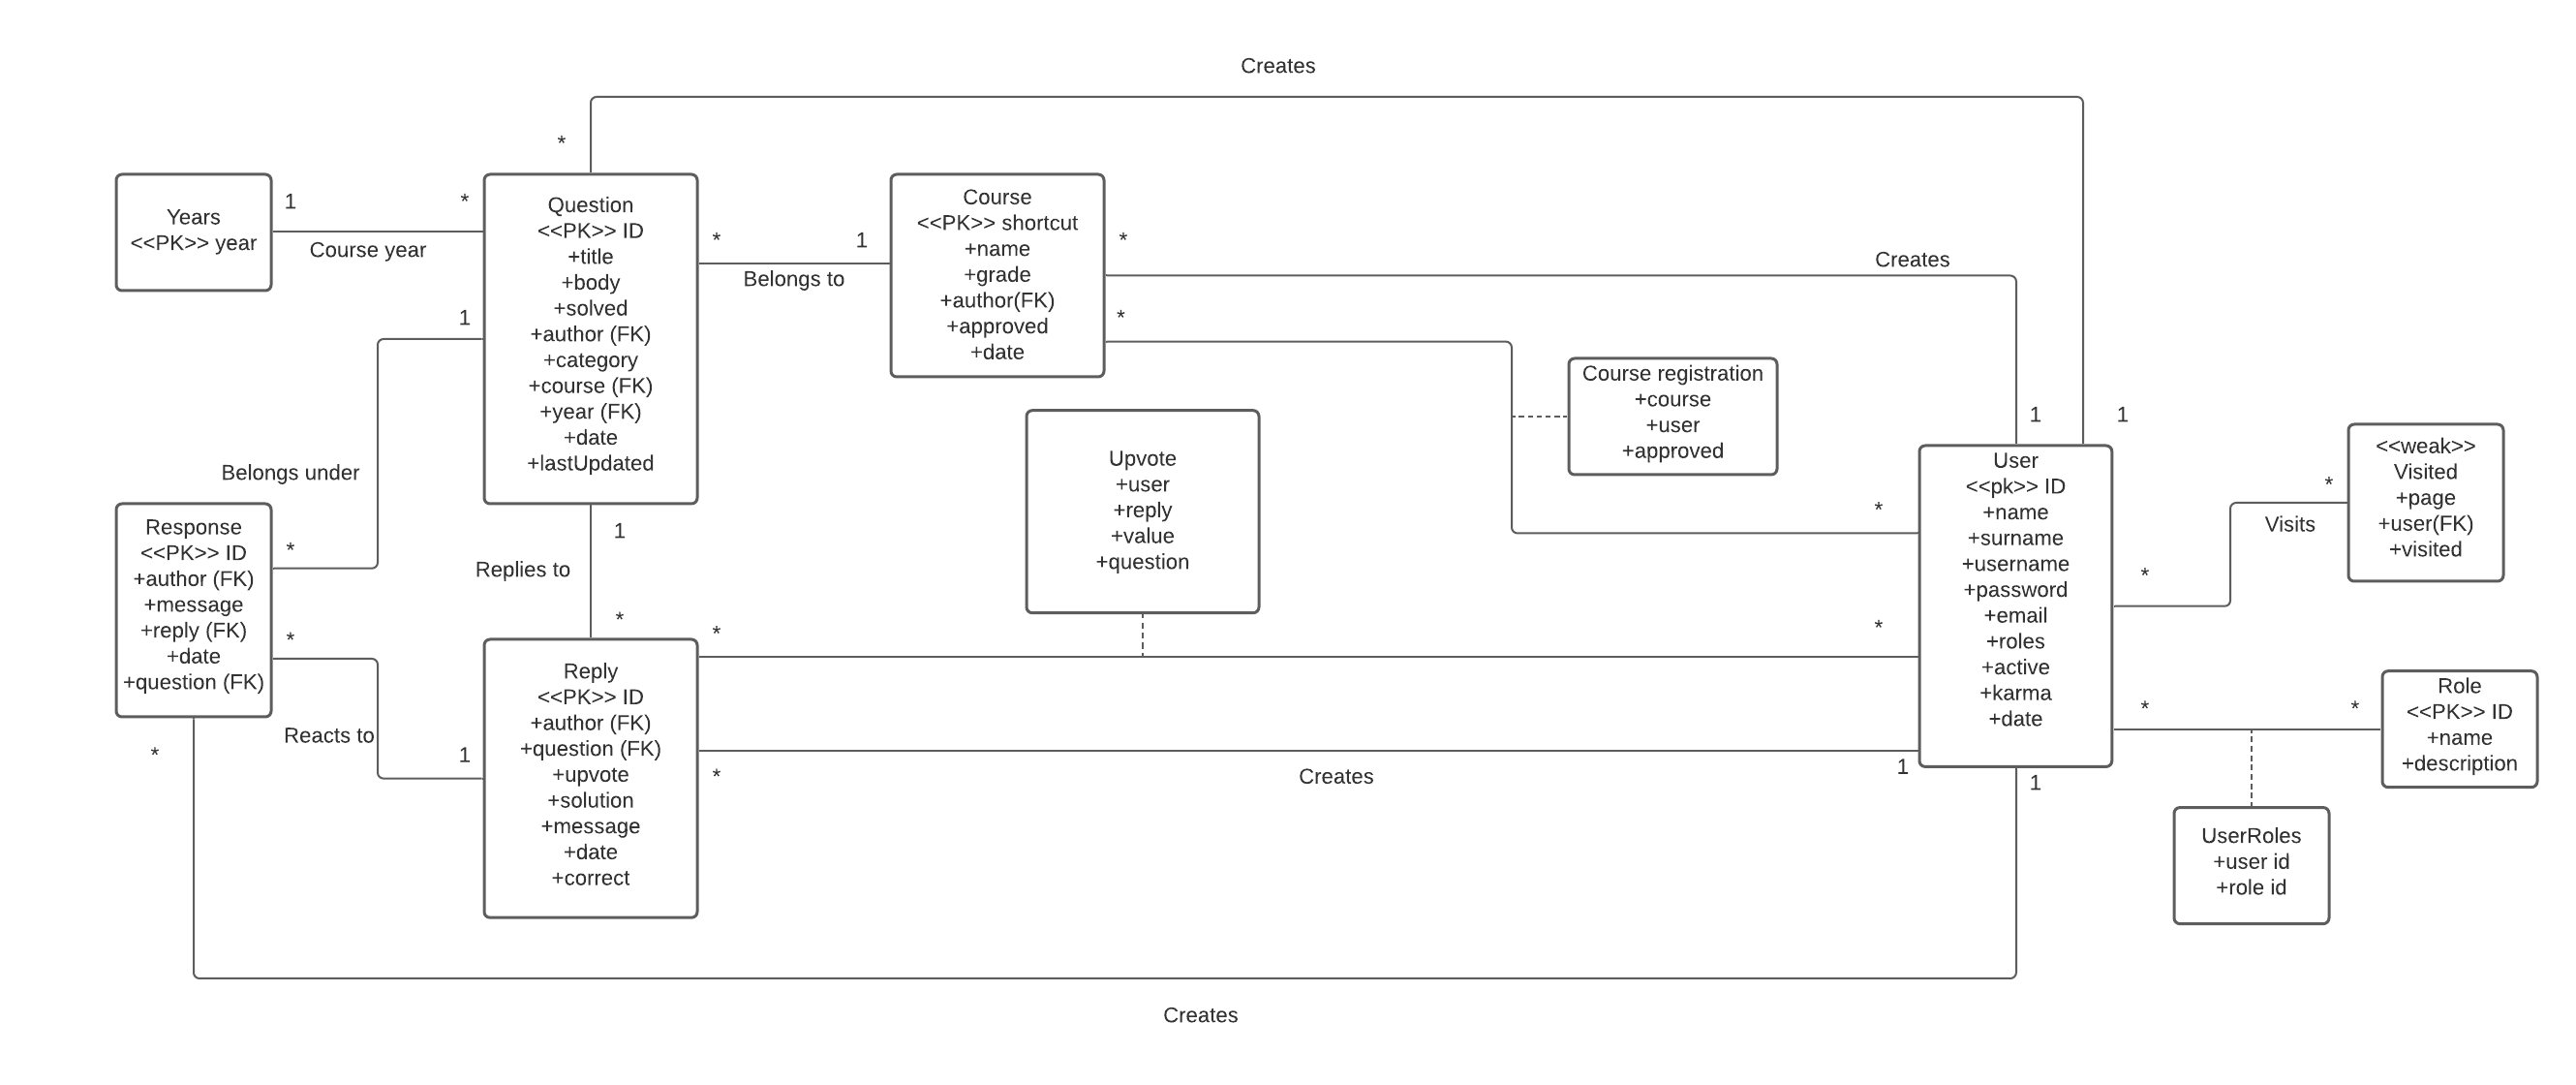 Creates
*
Years
<<PK>> year
1
*
Course year
Question
<<PK>> ID
+title
+body
+solved
+author (FK)
+category
+course (FK)
+year (FK)
+date
+lastUpdated
*
1
Belongs to
Course
<<PK>> shortcut
+name
+grade
+author(FK)
+approved
+date
*
Creates
*
1
1
Course registration
+course
+user
+approved
1
Belongs under
*
Upvote
+user
+reply
+value
+question
*
User
<<pk>> ID
+name
+surname
+username
+password
+email
+roles
+active
+karma
+date
<<weak>>
Visited
+page
+user(FK)
+visited
*
Visits
*
Response
<<PK>> ID
+author (FK)
+message
+reply (FK)
+date
+question (FK)
*
Reacts to
1
*
1
Replies to
*
*
*
Reply
<<PK>> ID
+author (FK)
+question (FK)
+upvote
+solution
+message
+date
+correct
*
Creates
1
1
*
*
Role
<<PK>> ID
+name
+description
UserRoles
+user id
+role id
Creates